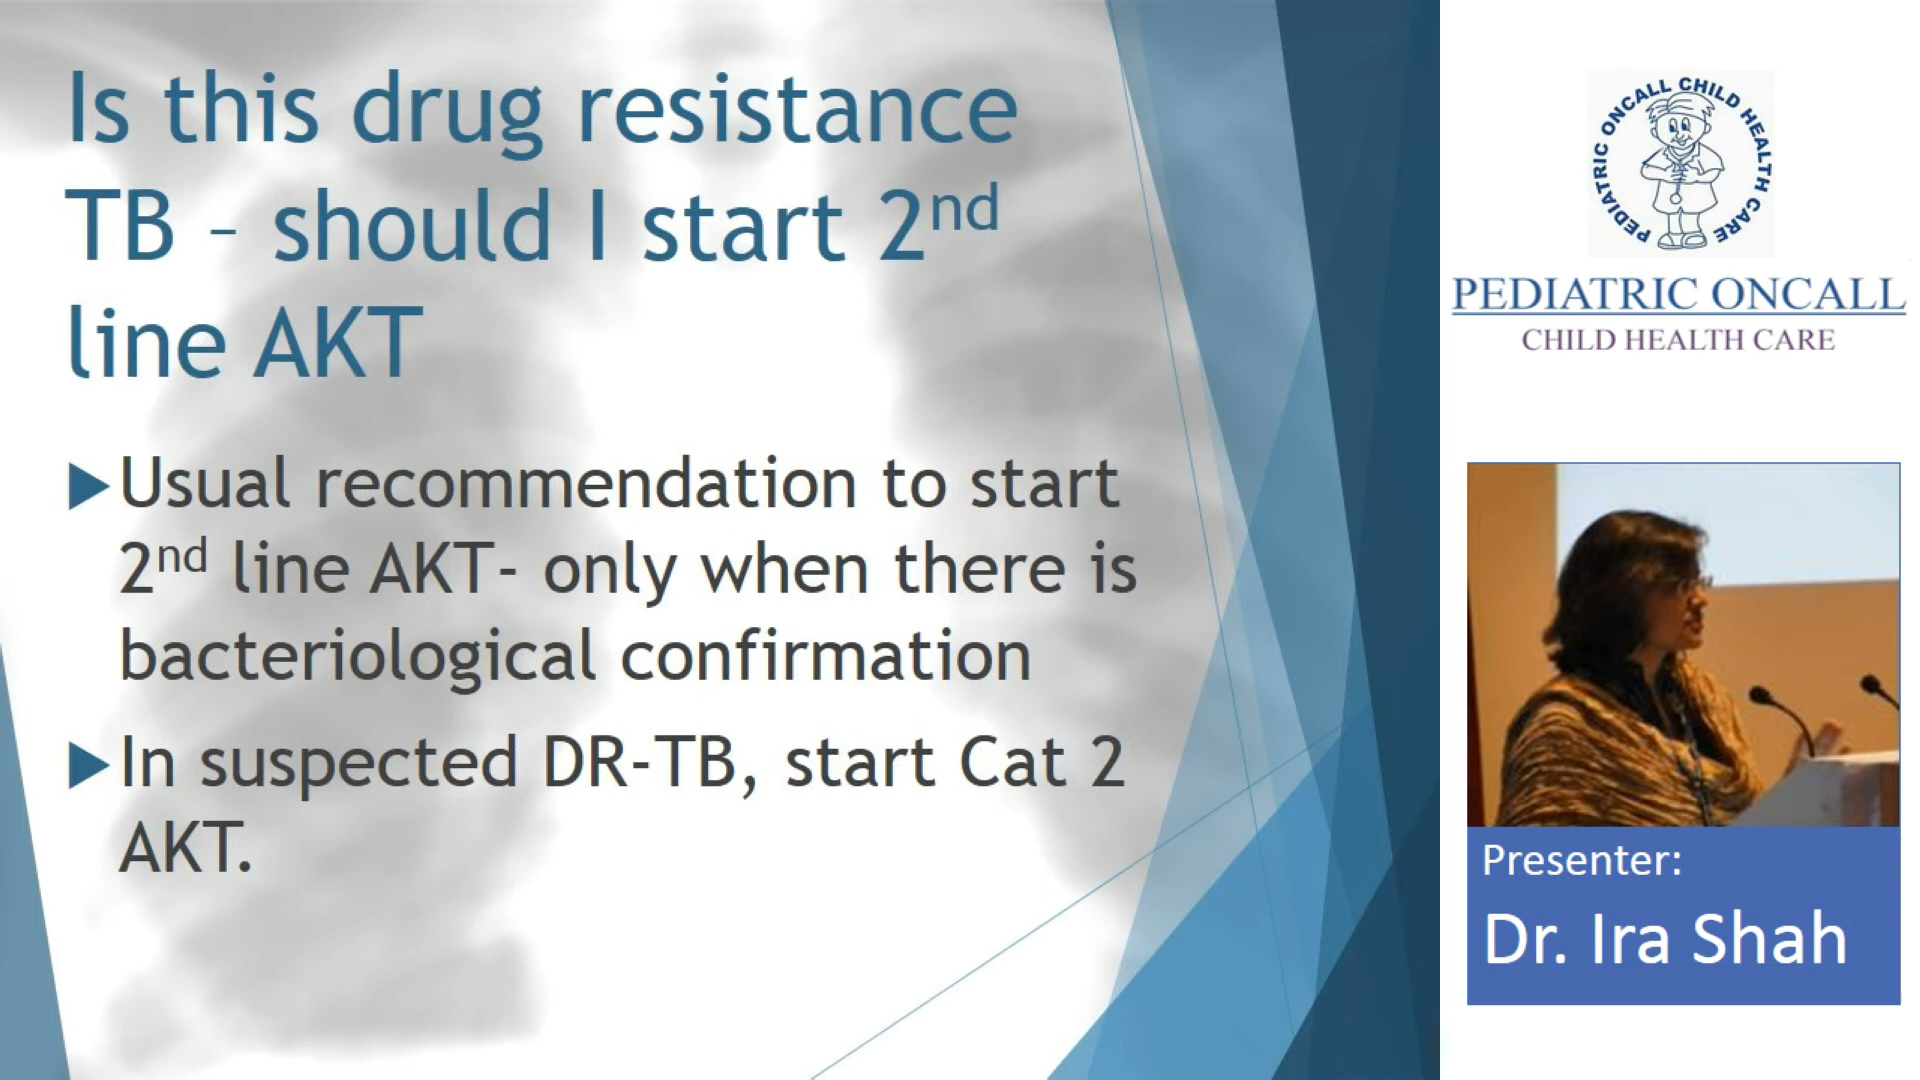 Is this drug resistance
TB – should I start 2nd
line AKT
▶Usual recommendation to start
2nd line AKT- only when there is
bacteriological confirmation
▶In suspected DR-TB, start Cat 2
AKT.
PEDIATRIC ONCALL CHILD HEALTH CARE
PEDIATRIC ONCALL
CHILD HEALTH CARE
Presenter:
Dr. Ira Shah